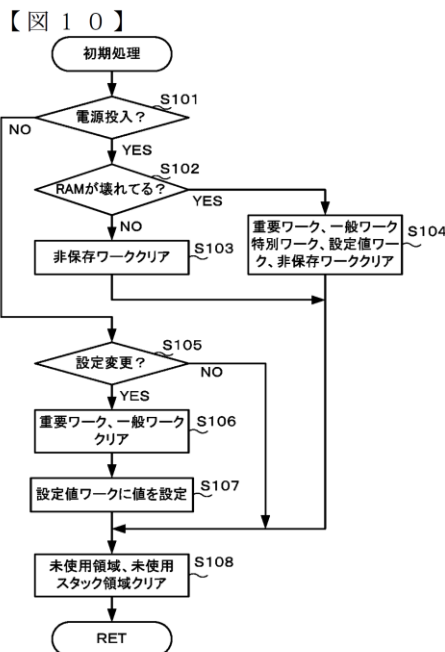 【図１０】
初期処理
S101
電源投入？
NO
YES
S102
RAMが壊れてる？
YES
NO
S103
非保存ワーククリア
重要ワーク、一般ワーク
特別ワーク、設定値ワー
ク、非保存ワーククリア
S104
S105
設定変更？
NO
YES
重要ワーク、一般ワーク
クリア
S106
設定値ワークに値を設定
S107
未使用領域、未使用
スタック領域クリア
S108
RET